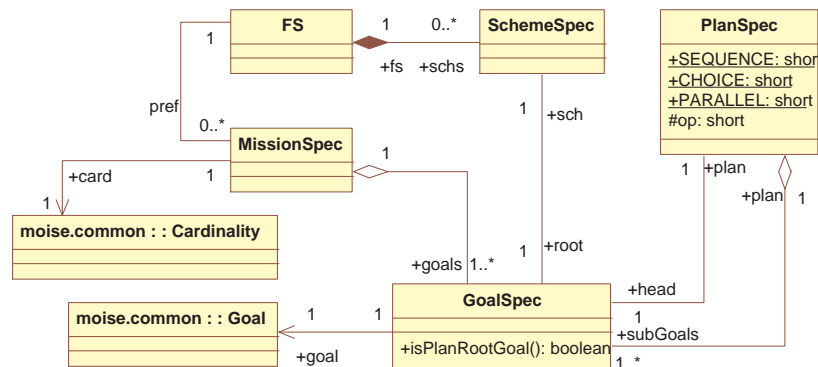 FS
1
0..*
+fs
+schs
SchemeSpec
PlanSpec
+SEQUENCE: shor
+CHOICE: short
+PARALLEL: short
#op: short
1
pref
0..*
MissionSpec
1
1
+card
1
moise.common : : Cardinality
1
+sch
+goals
1..*
1
+root
1
+plan
+plan
1
GoalSpec
+isPlanRootGoal(): boolean
+head
1
+subGoals
1..*
moise.common : : Goal
1
1
+goal